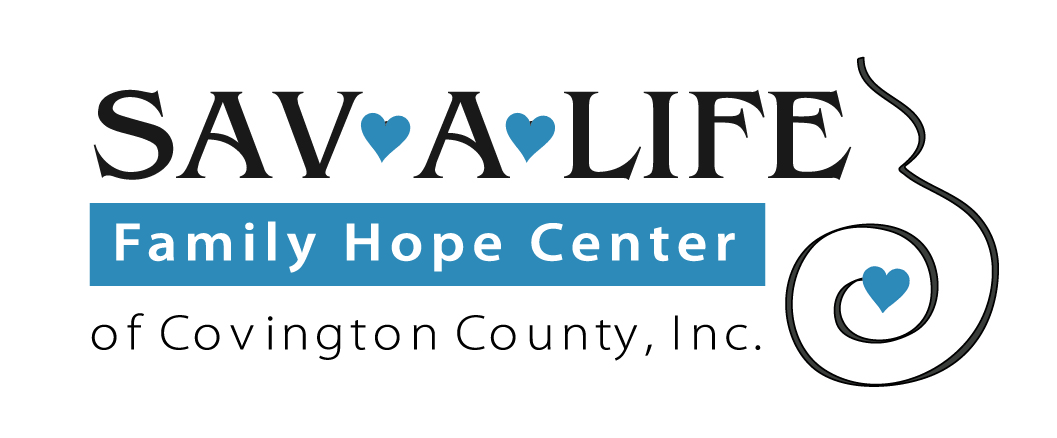 SAV A LIFE
Family Hope Center
of Covington County, Inc.